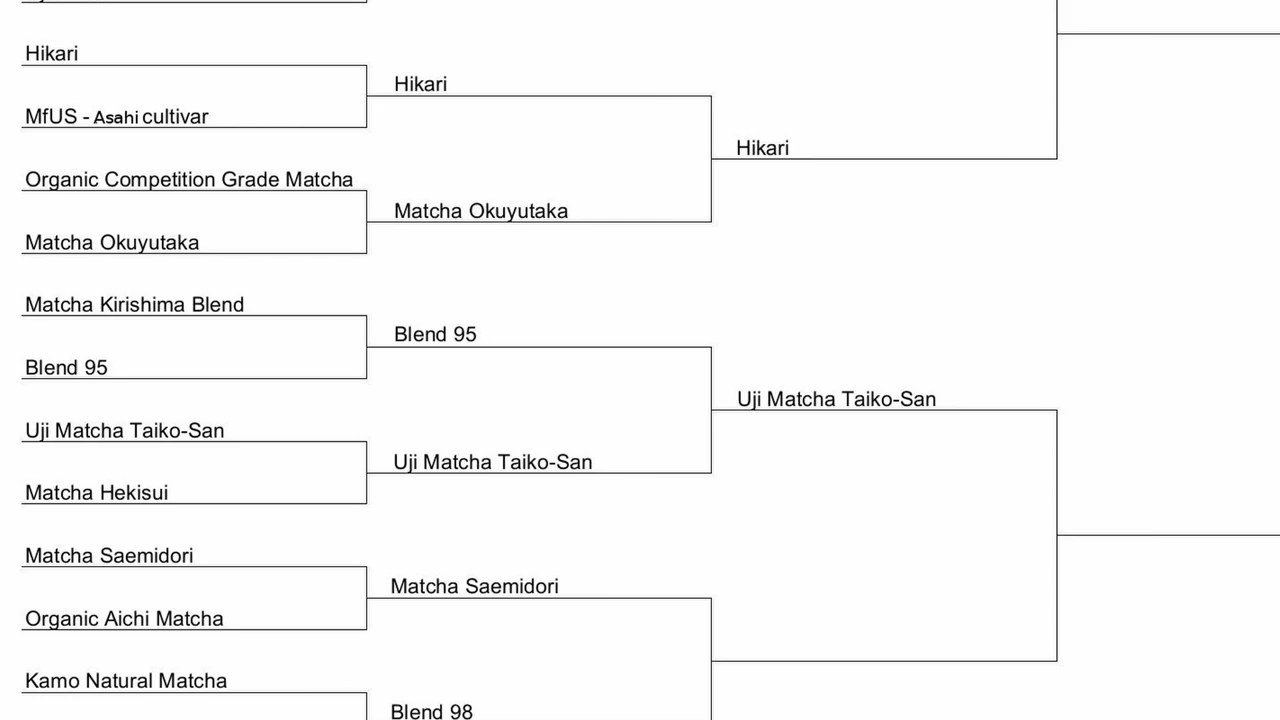 Hikari
MfUS - Asahi cultivar
Organic Competition Grade Matcha
Matcha Okuyutaka
Matcha Kirishima Blend
Blend 95
Uji Matcha Taiko-San
Matcha Hekisui
Matcha Saemidori
Organic Aichi Matcha
Kamo Natural Matcha
Hikari
Matcha Okuyutaka
Blend 95
Uji Matcha Taiko-San
Matcha Saemidori
Blend 98
Hikari
Uji Matcha Taiko-San